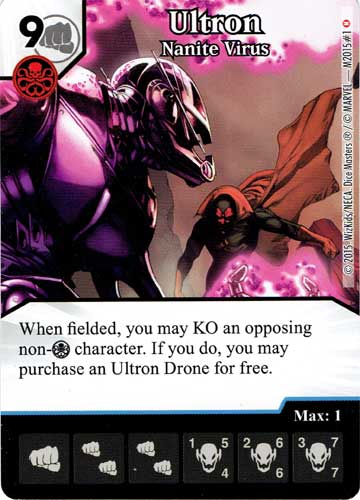 9
Ultron
Nanite Virus
When fielded, you may KO an opposing
non- character. If you do, you may
purchase an Ultron Drone for free.
Max: 1
1 5 4
2 6 6
3 7 7
© 2015 WizKids/NECA. Dice Masters ® / © MARVEL — M2015#1